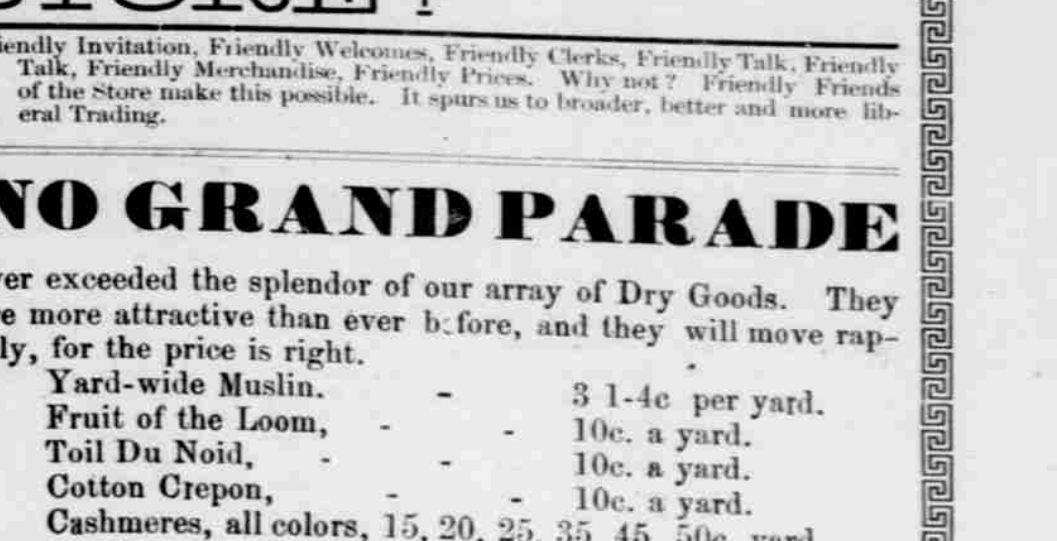 iendly Invitation, Friendly Welcomes, Friendly Clerks, Friendly Talk, Friendly
Talk, Friendly Merchandise, Friendly Prices. Why not? Friendly Friends
of the Store make this possible. It spurs us to broader, better and more lib-
eral Trading.
NO GRAND PARADE
er exceeded the splendor of our array of Dry Goods. They
e more attractive than ever before, and they will move rap-
ly, for the price is right.
Yard-wide Muslin. - 3 1-4c per yard.
Fruit of the Loom, - - 10c. a yard.
Toil Du Noid, - - 10c. a yard.
Cotton Crepon, - - 10c. a yard.
Cashmeres, all colors, 15, 20, 25, 35, 45, 50c. yard